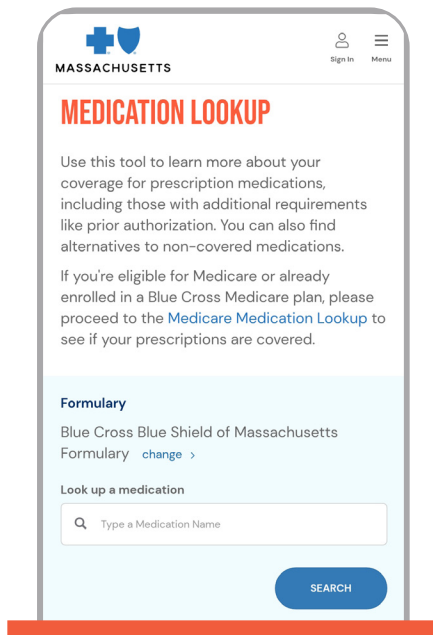 MASSACHUSETTS
Sign In
Menu
MEDICATION LOOKUP
Use this tool to learn more about your
coverage for prescription medications,
including those with additional requirements
like prior authorization. You can also find
alternatives to non-covered medications.
If you're eligible for Medicare or already
enrolled in a Blue Cross Medicare plan, please
proceed to the Medicare Medication Lookup to
see if your prescriptions are covered.
Formulary
Blue Cross Blue Shield of Massachusetts
Formulary change >
Look up a medication
Type a Medication Name
SEARCH